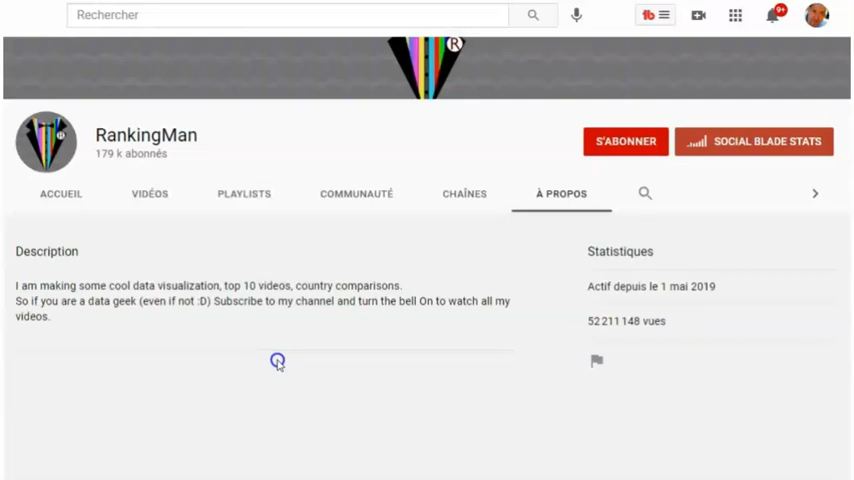 Rechercher
9+
R
RankingMan
179 k abonnés
S'ABONNER
SOCIAL BLADE STATS
ACCUEIL VIDÉOS PLAYLISTS COMMUNAUTÉ CHAÎNES À PROPOS
Description
I am making some cool data visualization, top 10 videos, country comparisons.
So if you are a data geek (even if not :D) Subscribe to my channel and turn the bell On to watch all my
videos.
Statistiques
Actif depuis le 1 mai 2019
52 211 148 vues